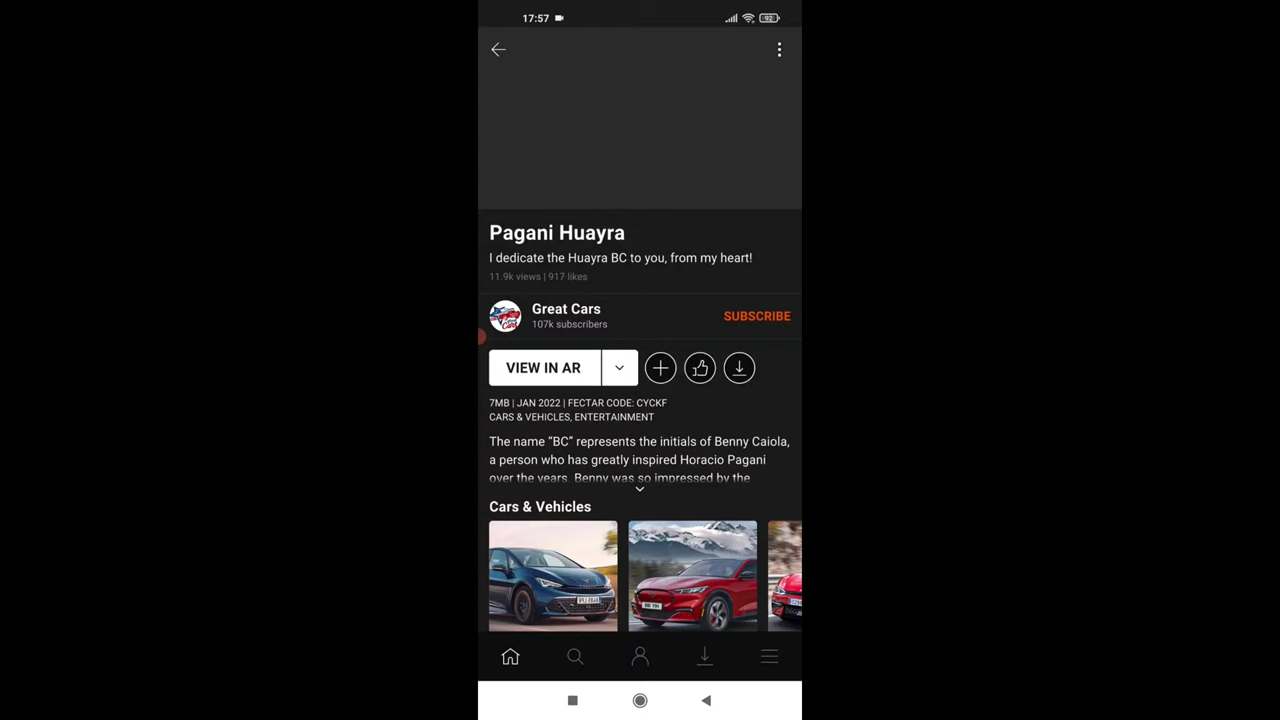 17:57
92
Pagani Huayra
I dedicate the Huayra BC to you, from my heart!
11.9k views | 917 likes
Great Cars
107k subscribers
SUBSCRIBE
VIEW IN AR
7MB | JAN 2022 | FECTAR CODE: CYCKF
CARS & VEHICLES, ENTERTAINMENT
The name “BC” represents the initials of Benny Caiola,
a person who has greatly inspired Horacio Pagani
over the years. Benny was so impressed by the
Cars & Vehicles